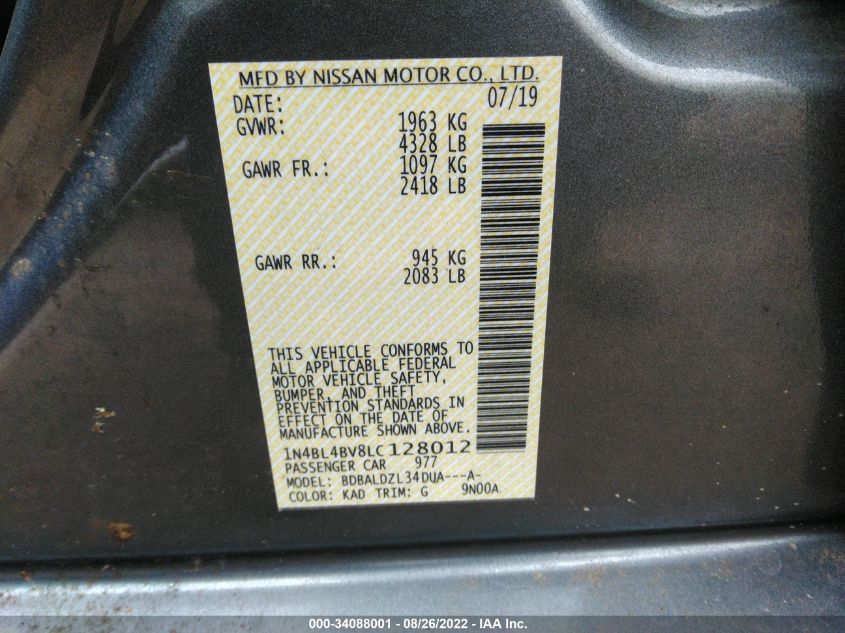 MFD BY NISSAN MOTOR CO., LTD.
DATE: 07/19
GVWR: 1963 KG
4328 LB
GAWR FR.: 1097 KG
2418 LB
GAWR RR.: 945 KG
2083 LB
THIS VEHICLE CONFORMS TO
ALL APPLICABLE FEDERAL
MOTOR VEHICLE SAFETY,
BUMPER, AND THEFT
PREVENTION STANDARDS IN
EFFECT ON THE DATE OF
MANUFACTURE SHOWN ABOVE.
1N4BL4BV8LC128012
PASSENGER CAR 977
MODEL: BDBALDZL34DUA---A-
COLOR: KAD TRIM: G 9N00A
000-34088001 - 08/26/2022 - IAA Inc.